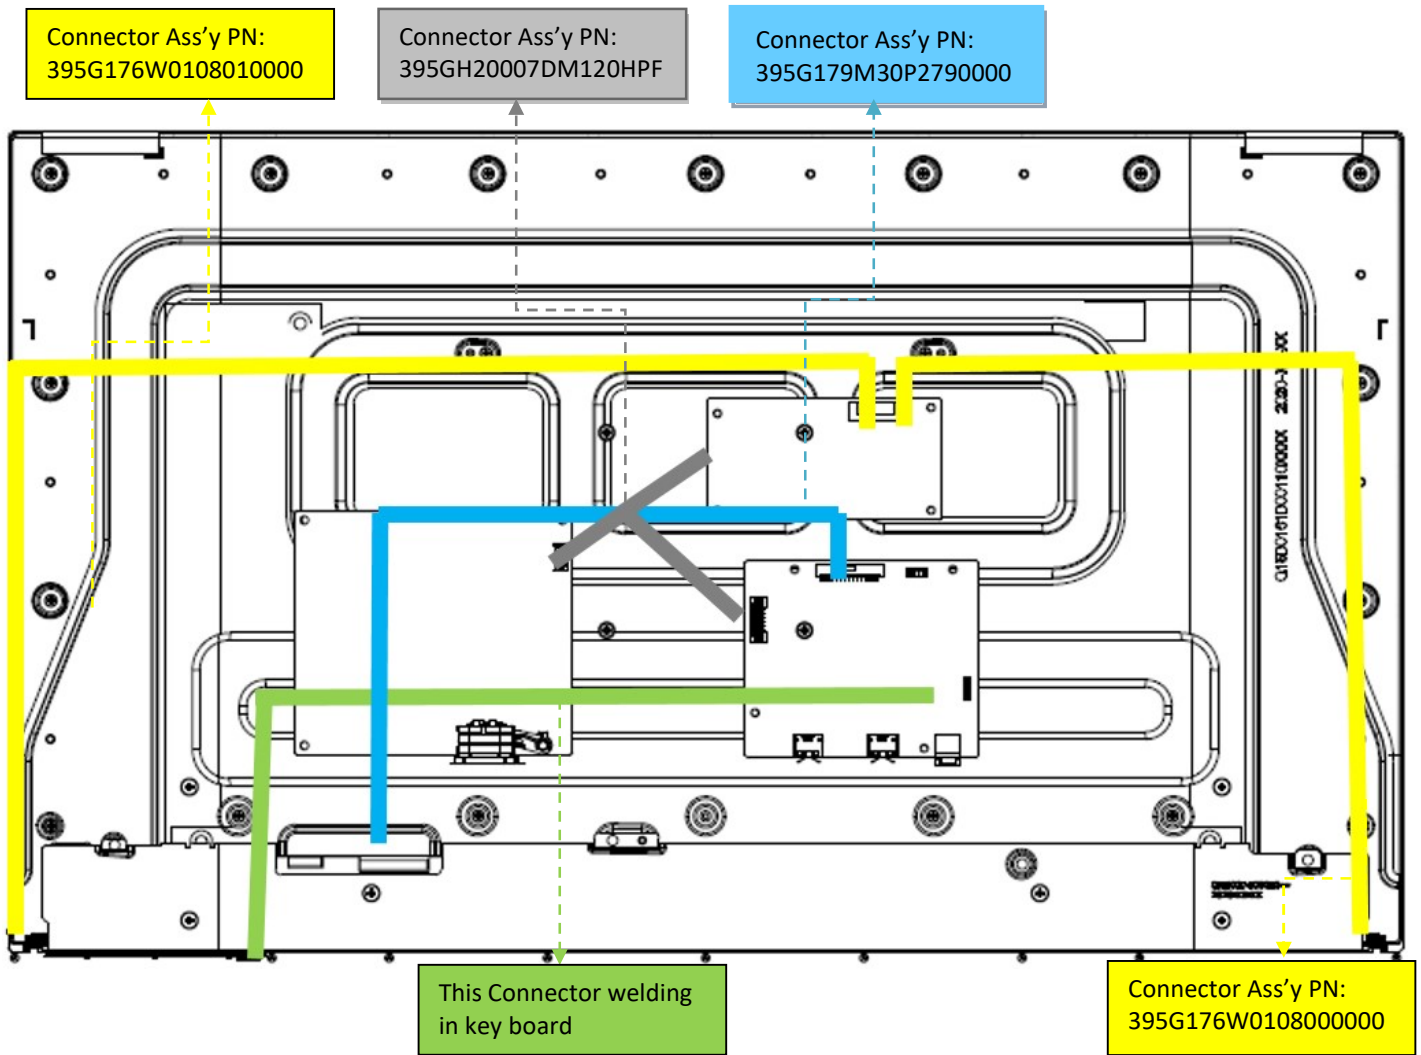 Connector Ass’y PN:
395G176W0108010000
Connector Ass’y PN:
395GH20007DM120HPF
Connector Ass’y PN:
395G179M30P2790000
This Connector welding
in key board
Connector Ass’y PN:
395G176W0108000000